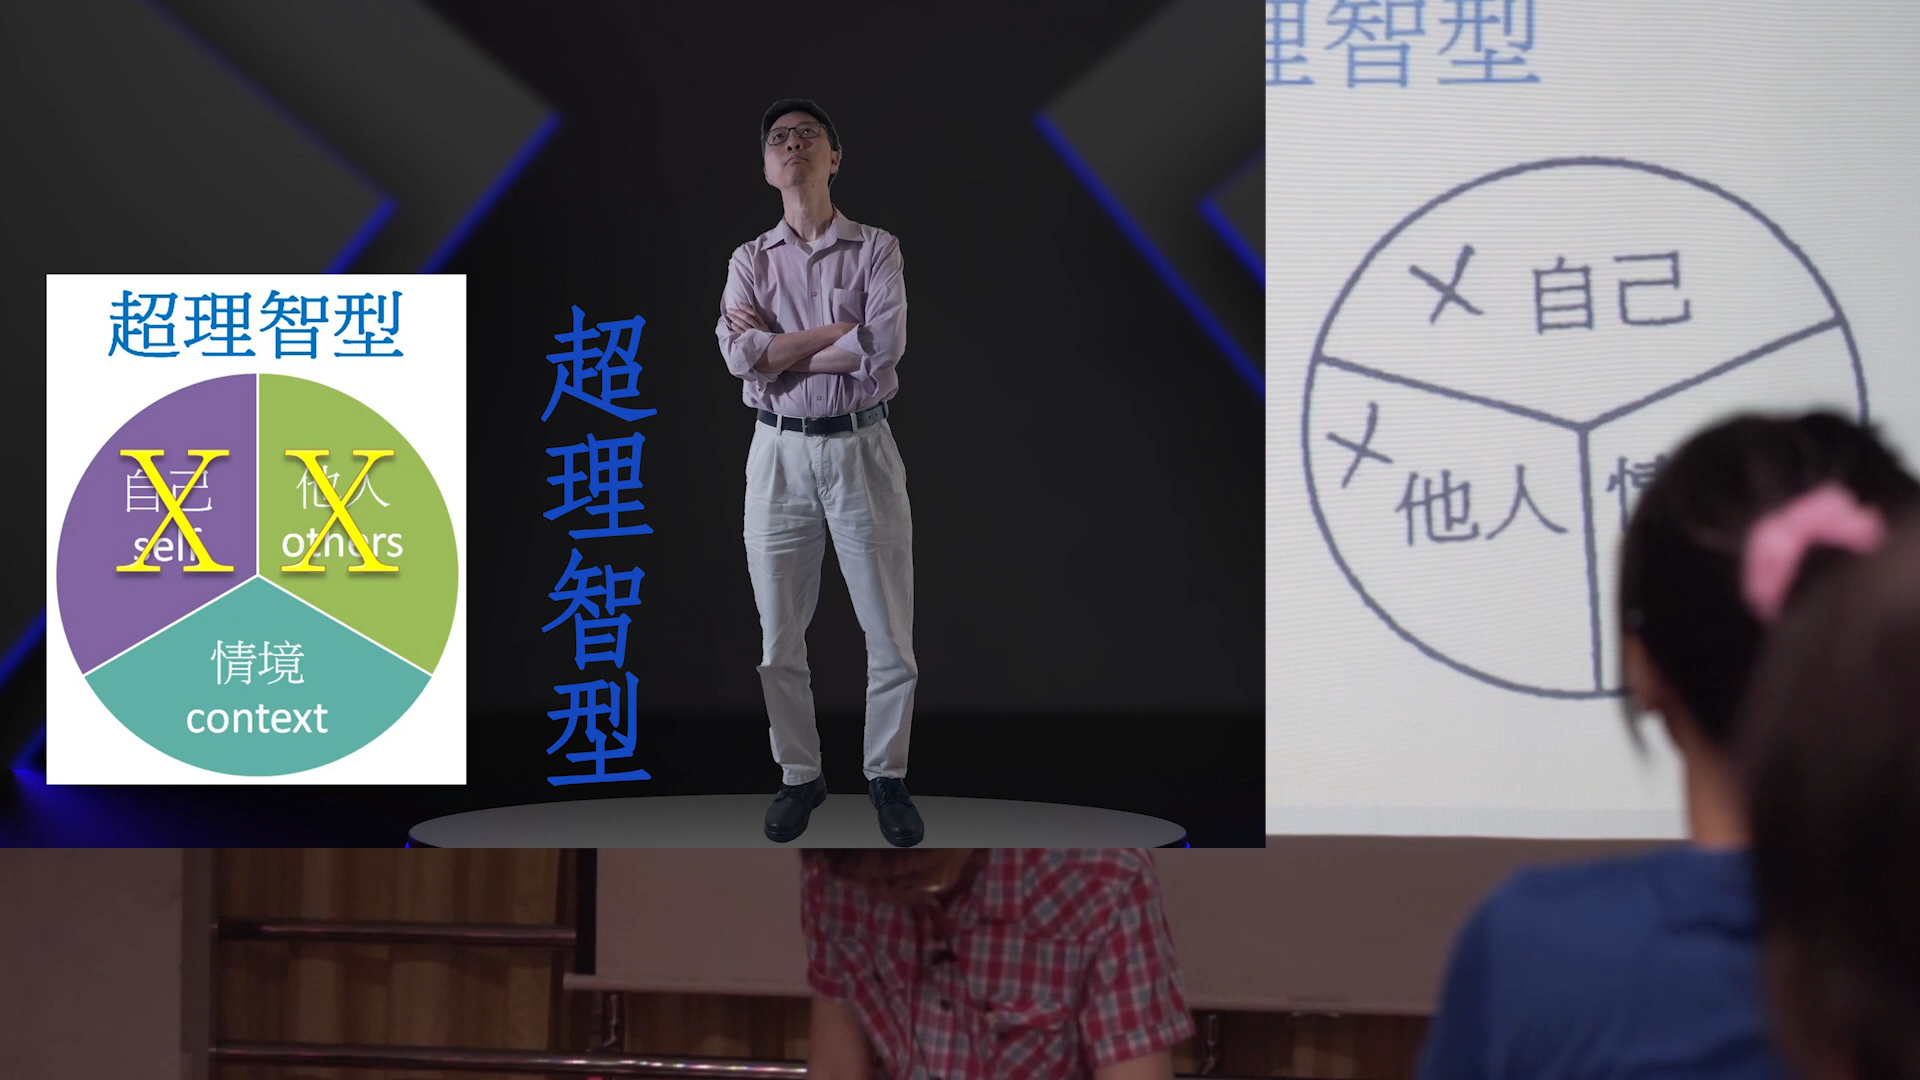 超理智型
自己
self
他人
others
情境
context
超理智型
理智型
自己
他人